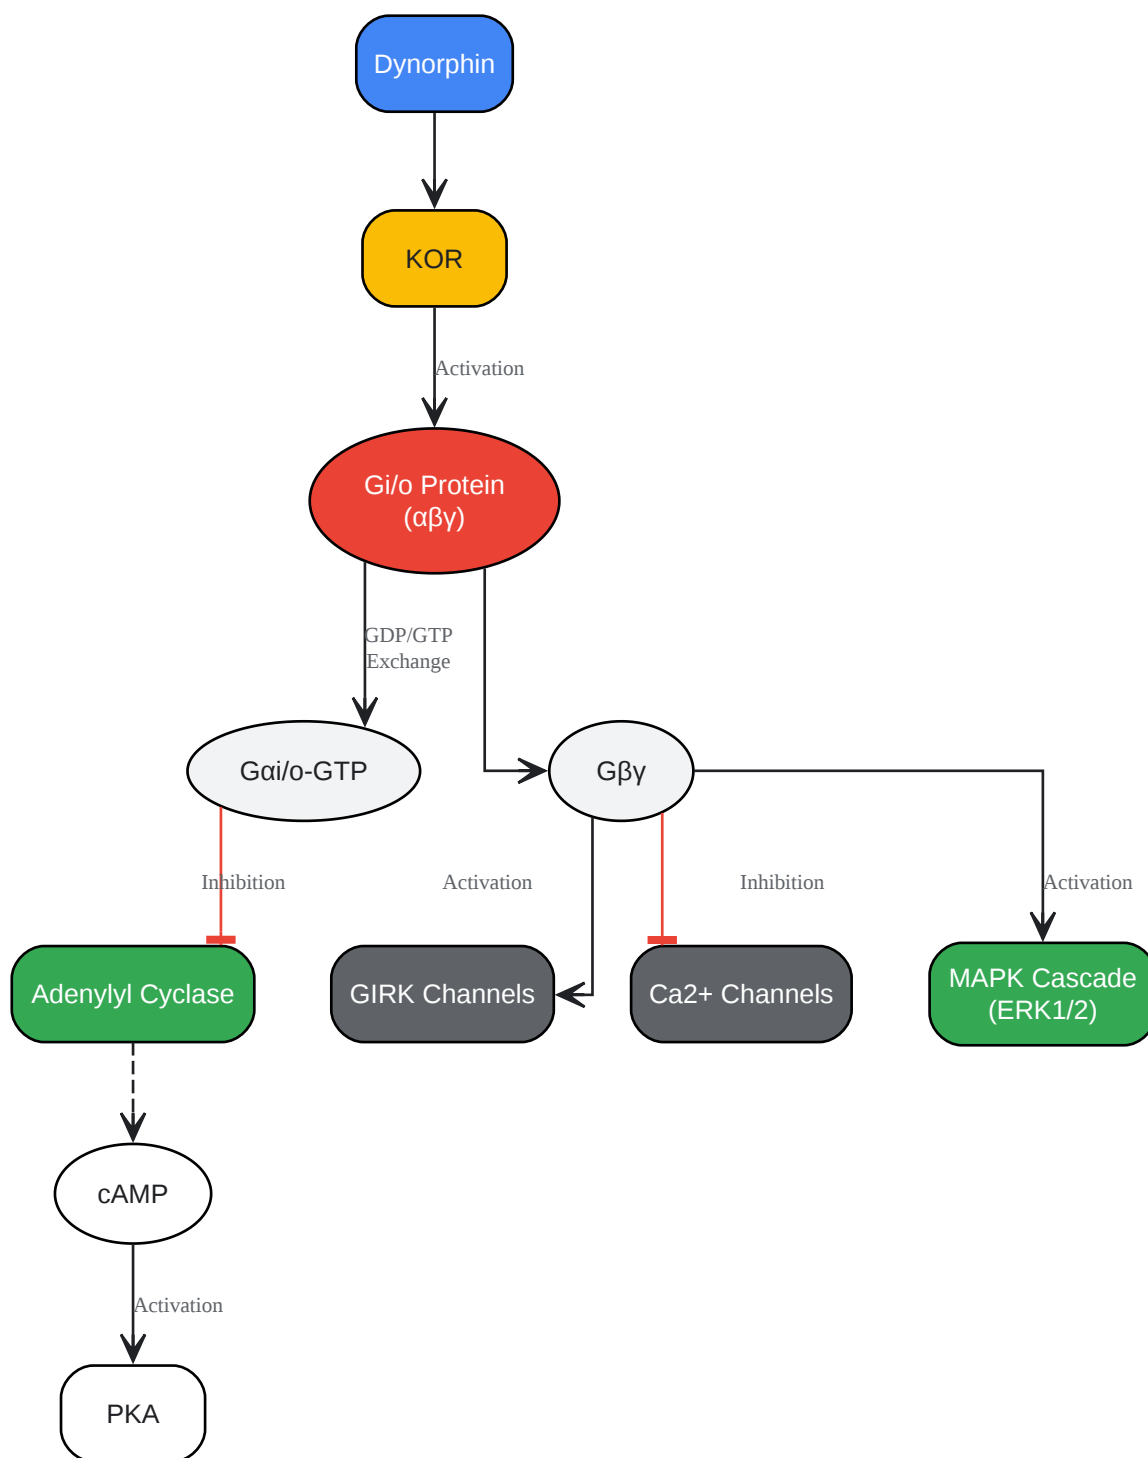 Dynorphin
KOR
Activation
Gi/o Protein
(αβγ)
GDP/GTP
Exchange
Gαi/o-GTP
Gβγ
Inhibition
Activation
Inhibition
Activation
Adenylyl Cyclase
GIRK Channels
Ca2+ Channels
MAPK Cascade
(ERK1/2)
cAMP
Activation
PKA